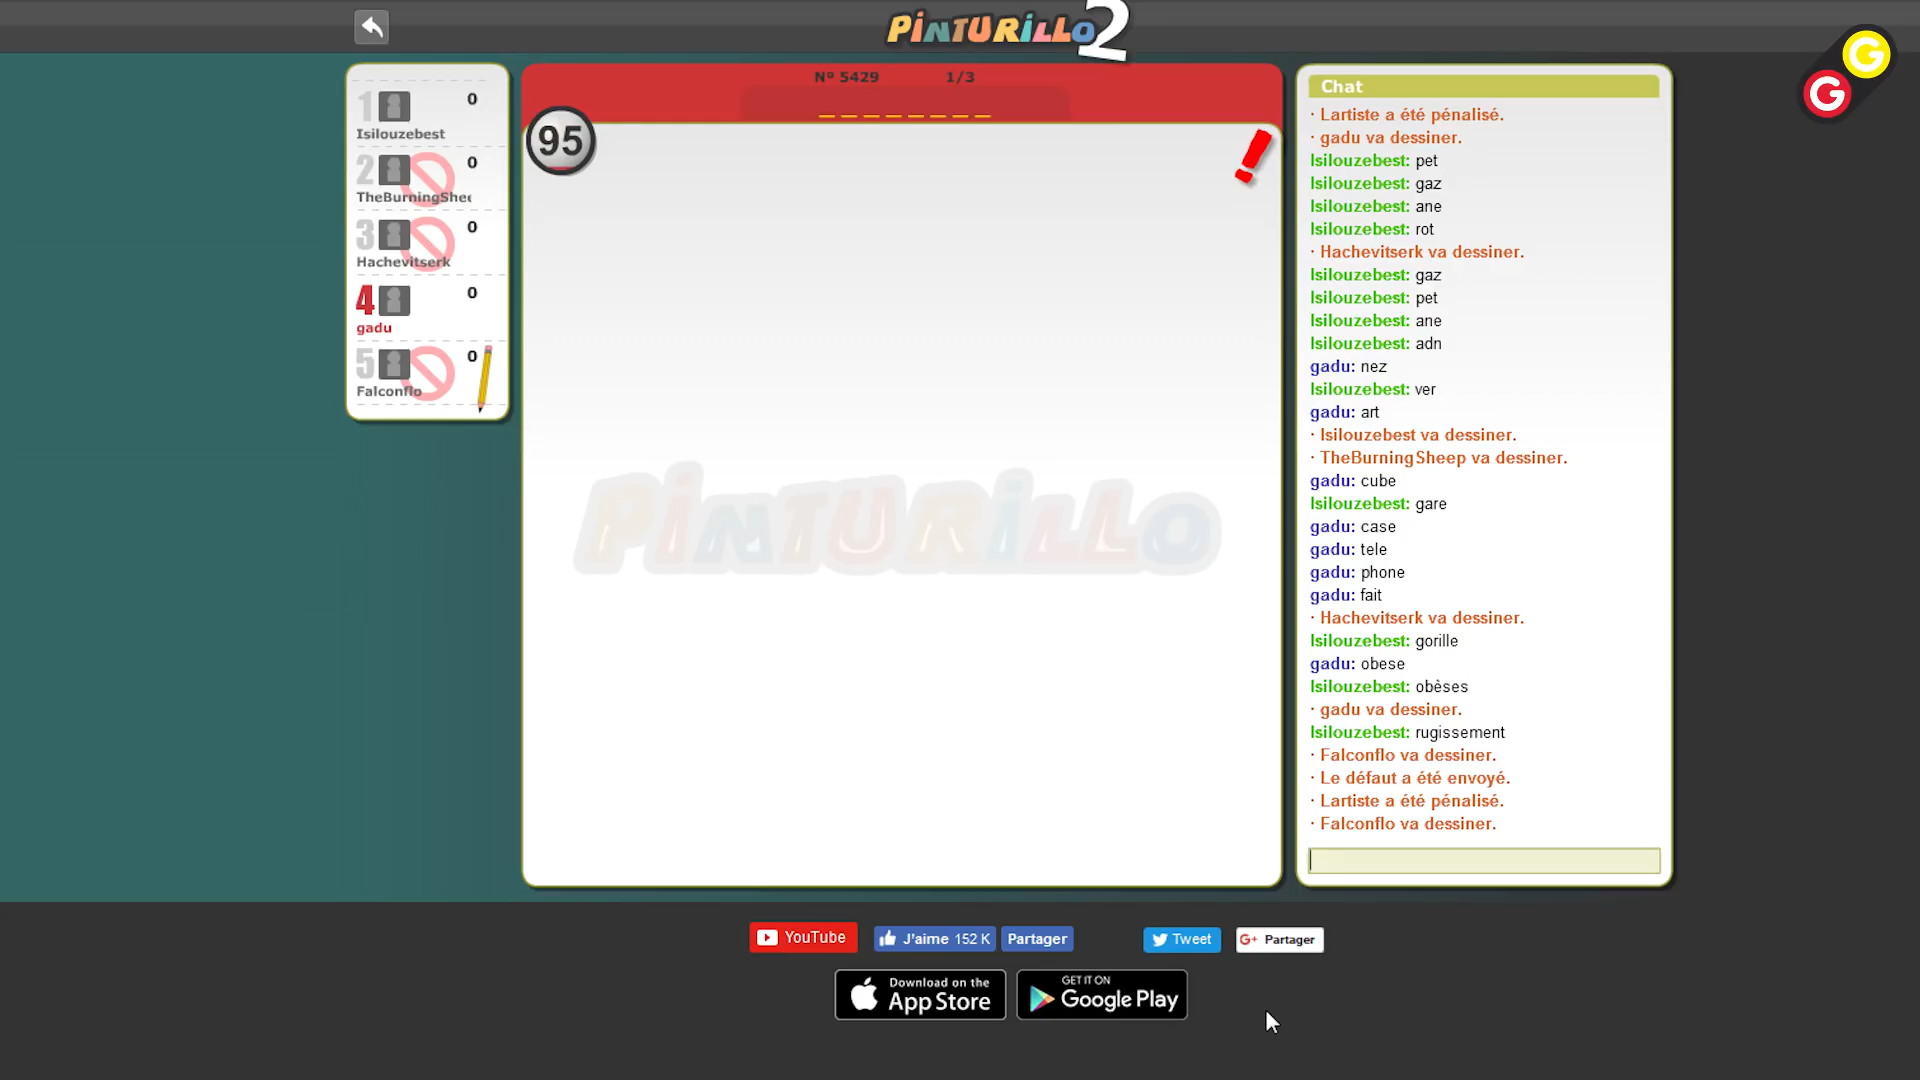 PINTURILLO 2
Nº 5429
1/3
_ _ _ _ _ _ _ _
95
1
0
Isilouzebest
2
0
TheBurningShee
3
0
Hachevitserk
4
0
gadu
5
0
Falconflo
PINTURILLO
Chat
· Lartiste a été pénalisé.
· gadu va dessiner.
Isilouzebest: pet
Isilouzebest: gaz
Isilouzebest: ane
Isilouzebest: rot
· Hachevitserk va dessiner.
Isilouzebest: gaz
Isilouzebest: pet
Isilouzebest: ane
Isilouzebest: adn
gadu: nez
Isilouzebest: ver
gadu: art
· Isilouzebest va dessiner.
· TheBurningSheep va dessiner.
gadu: cube
Isilouzebest: gare
gadu: case
gadu: tele
gadu: phone
gadu: fait
· Hachevitserk va dessiner.
Isilouzebest: gorille
gadu: obese
Isilouzebest: obèses
· gadu va dessiner.
Isilouzebest: rugissement
· Falconflo va dessiner.
· Le défaut a été envoyé.
· Lartiste a été pénalisé.
· Falconflo va dessiner.
G
G
YouTube
J'aime 152 K
Partager
Tweet
G+ Partager
Download on the
App Store
GET IT ON
Google Play